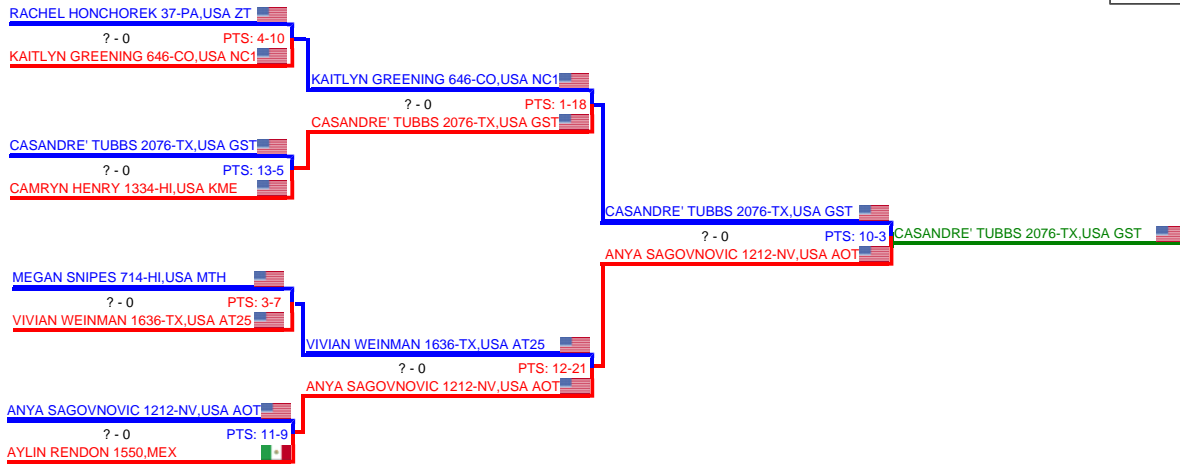 RACHEL HONCHOREK 37-PA,USA ZT
? - 0 PTS: 4-10
KAITLYN GREENING 646-CO,USA NC1
KAITLYN GREENING 646-CO,USA NC1
? - 0 PTS: 1-18
CASANDRE' TUBBS 2076-TX,USA GST
CASANDRE' TUBBS 2076-TX,USA GST
? - 0 PTS: 13-5
CAMRYN HENRY 1334-HI,USA KME
CASANDRE' TUBBS 2076-TX,USA GST
? - 0 PTS: 10-3
CASANDRE' TUBBS 2076-TX,USA GST
ANYA SAGOVNOVIC 1212-NV,USA AOT
MEGAN SNIPES 714-HI,USA MTH
? - 0 PTS: 3-7
VIVIAN WEINMAN 1636-TX,USA AT25
VIVIAN WEINMAN 1636-TX,USA AT25
? - 0 PTS: 12-21
ANYA SAGOVNOVIC 1212-NV,USA AOT
ANYA SAGOVNOVIC 1212-NV,USA AOT
? - 0 PTS: 11-9
AYLIN RENDON 1550,MEX